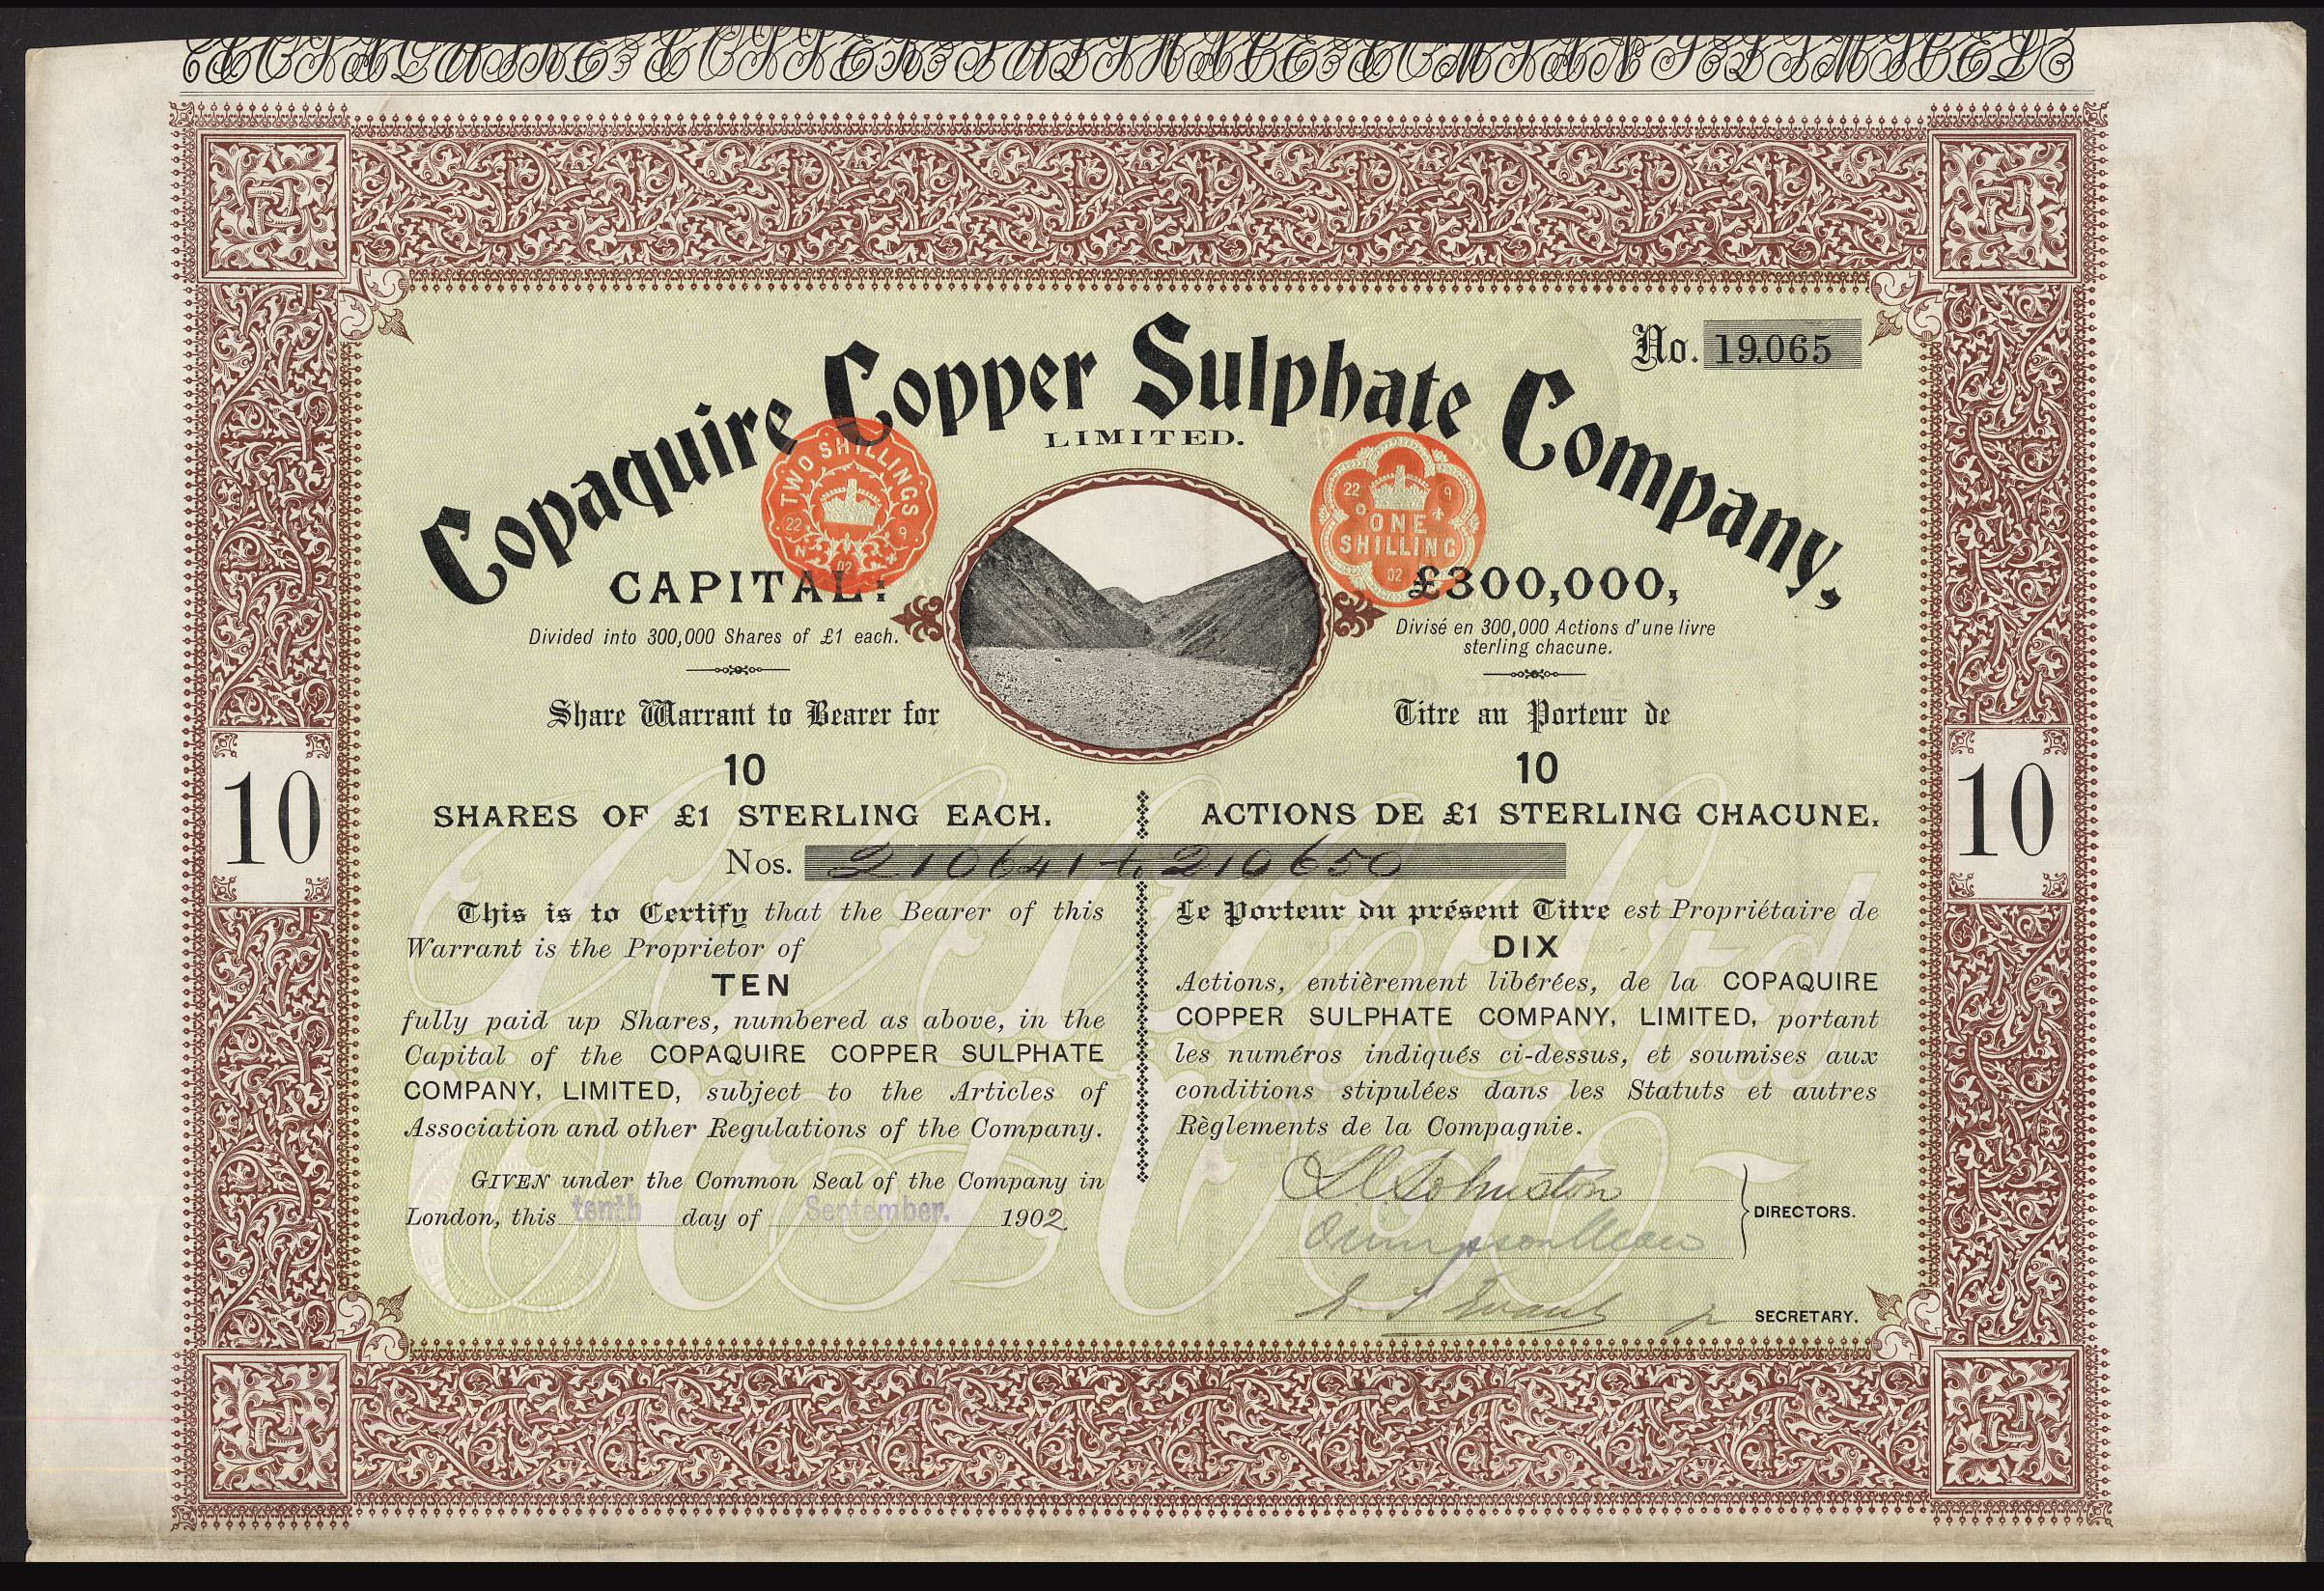 COPAQUIRE COPPER SULPHATE COMPANY LIMITED
No. 19.065
Copaquire Copper Sulphate Company,
LIMITED.
TWO SHILLINGS
22 9
02
22 9
ONE
SHILLING
02
CAPITAL: £300,000,
Divided into 300,000 Shares of £1 each.
Divisé en 300,000 Actions d'une livre
sterling chacune.
Share Warrant to Bearer for
10
SHARES OF £1 STERLING EACH.
Titre au Porteur de
10
ACTIONS DE £1 STERLING CHACUNE.
10
10
Nos. 210641 to 210650
This is to Certify that the Bearer of this
Warrant is the Proprietor of
TEN
fully paid up Shares, numbered as above, in the
Capital of the COPAQUIRE COPPER SULPHATE
COMPANY, LIMITED, subject to the Articles of
Association and other Regulations of the Company.
GIVEN under the Common Seal of the Company in
London, this tenth day of September. 1902.
Le Porteur du présent Titre est Propriétaire de
DIX
Actions, entièrement libérées, de la COPAQUIRE
COPPER SULPHATE COMPANY, LIMITED, portant
les numéros indiqués ci-dessus, et soumises aux
conditions stipulées dans les Statuts et autres
Règlements de la Compagnie.
Johnston
DIRECTORS.
Evans
SECRETARY.